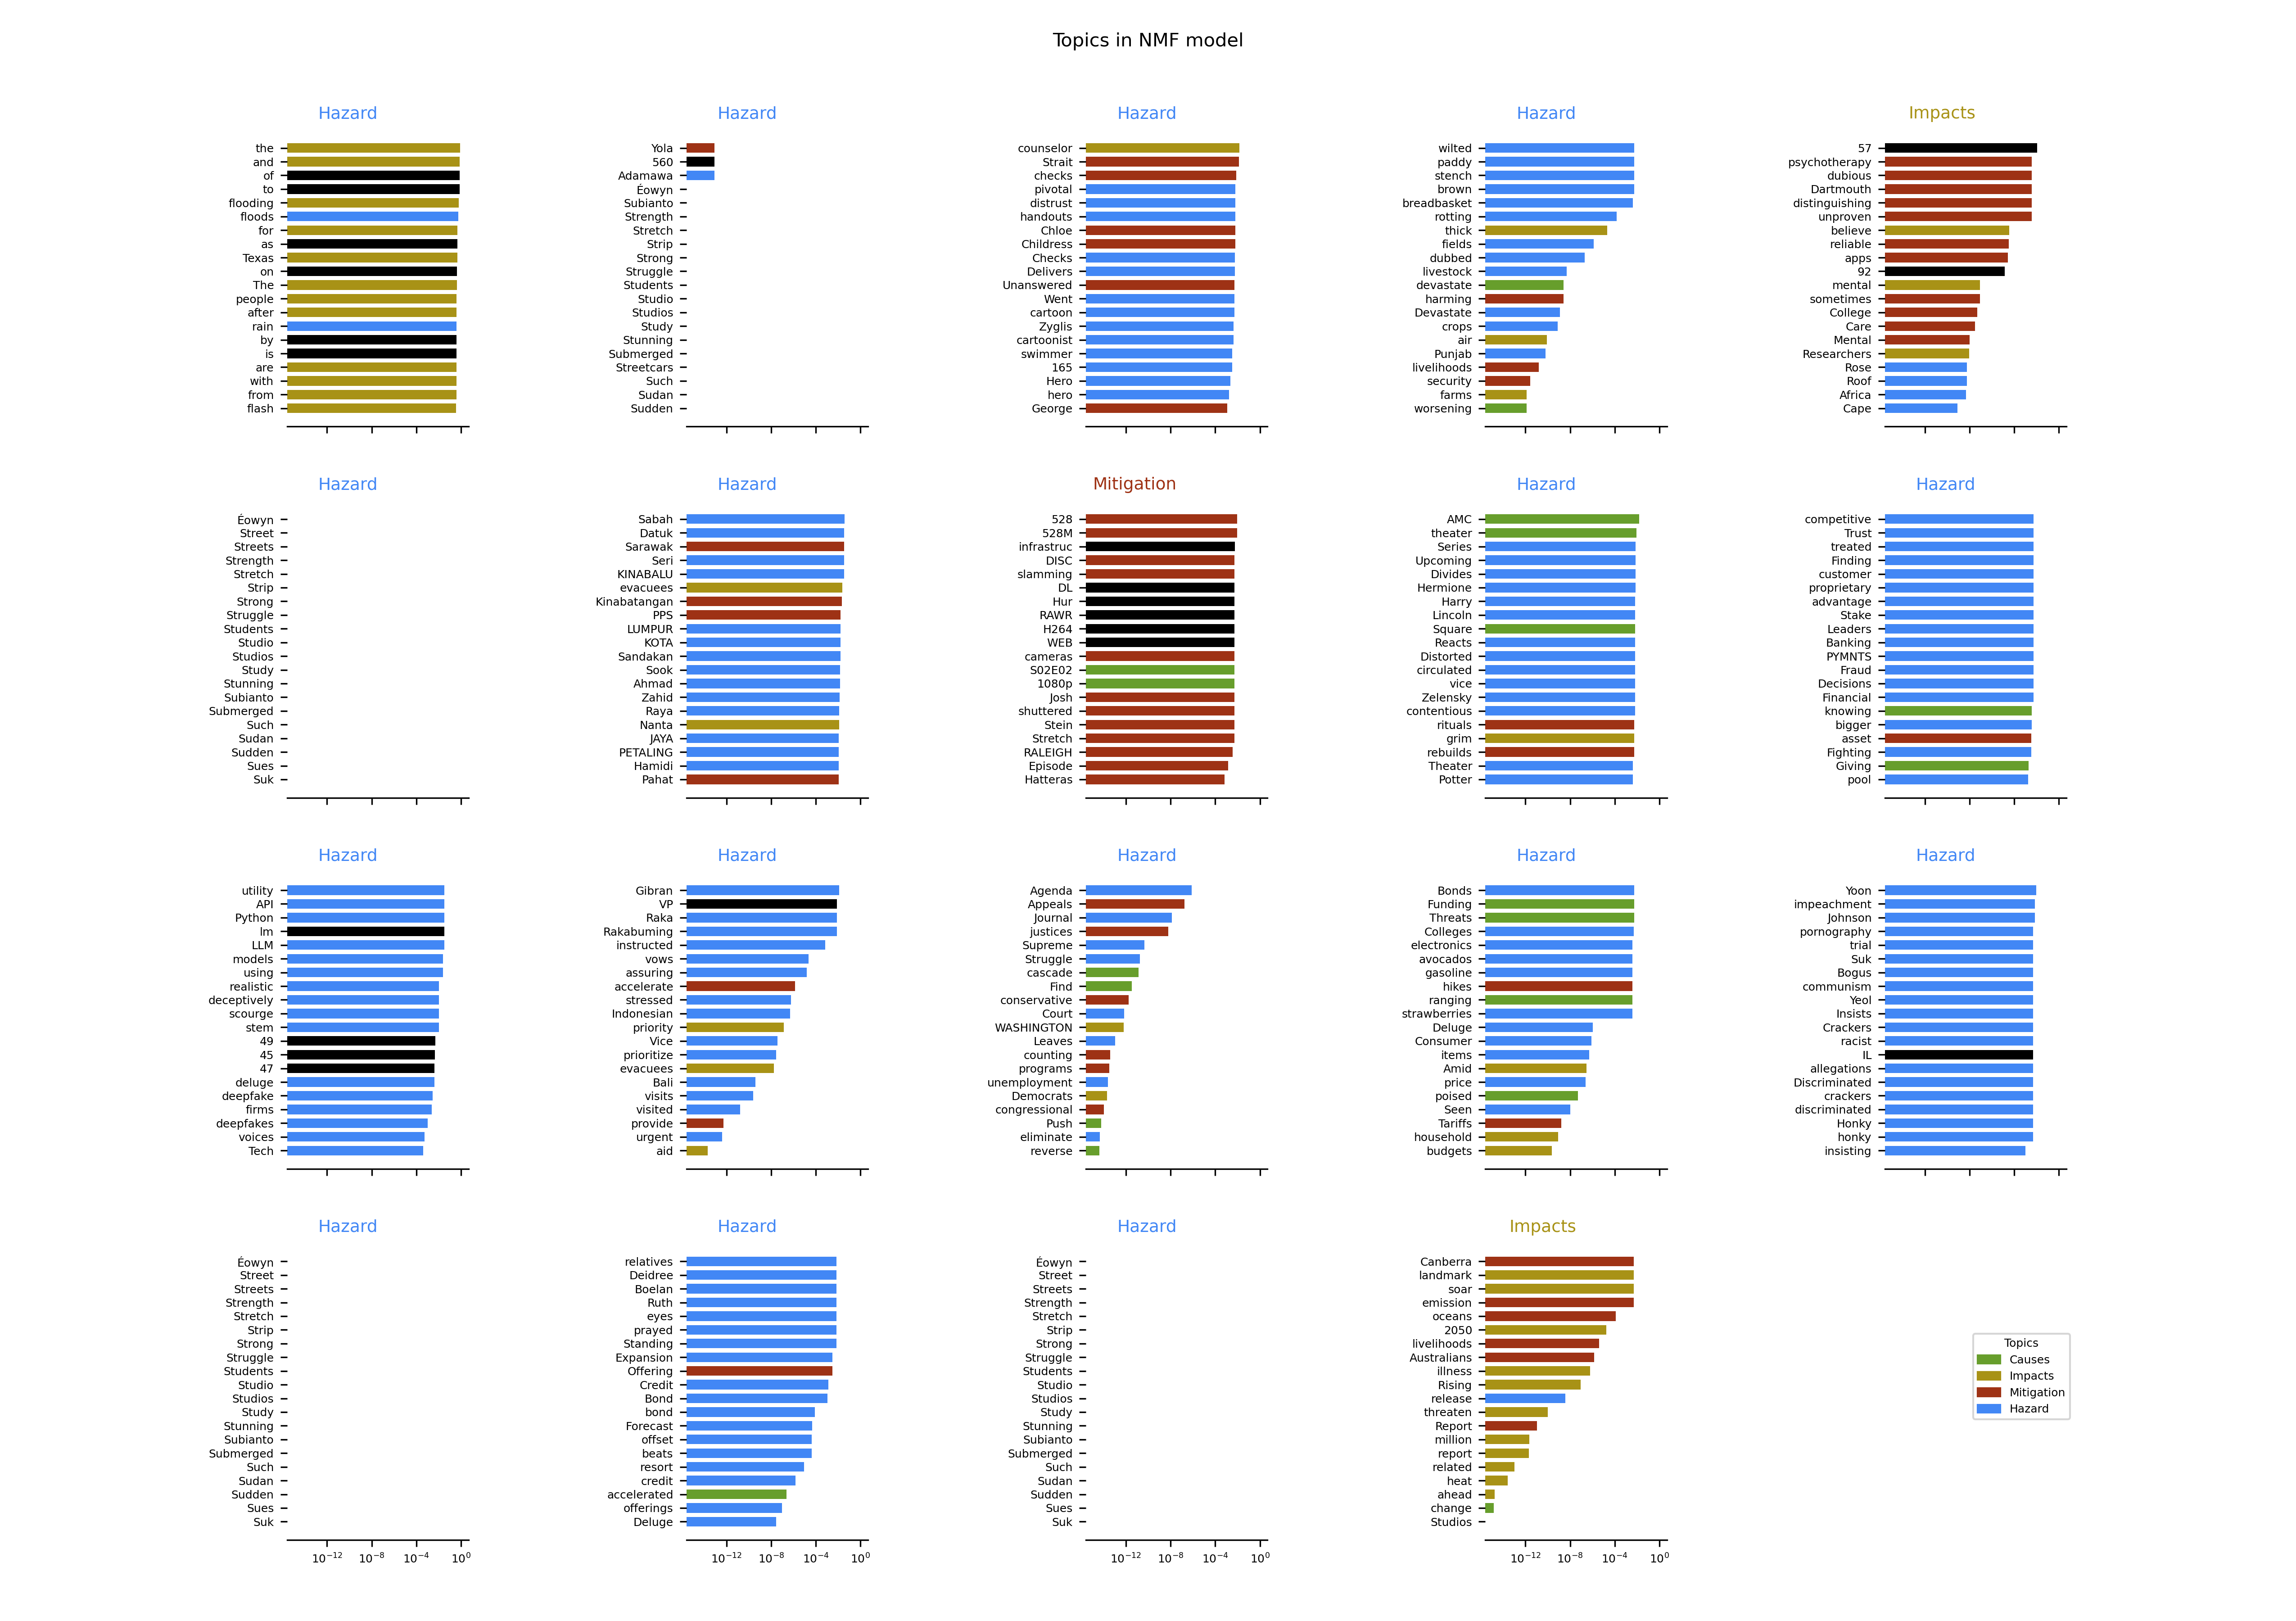 Topics in NMF model
Hazard
the
and
of
to
flooding
floods
for
as
Texas
on
The
people
after
rain
by
is
are
with
from
flash
Hazard
Yola
560
Adamawa
Éowyn
Subianto
Strength
Stretch
Strip
Strong
Struggle
Students
Studio
Studios
Study
Stunning
Submerged
Streetcars
Such
Sudan
Sudden
Hazard
counselor
Strait
checks
pivotal
distrust
handouts
Chloe
Childress
Checks
Delivers
Unanswered
Went
cartoon
Zyglis
cartoonist
swimmer
165
Hero
hero
George
Hazard
wilted
paddy
stench
brown
breadbasket
rotting
thick
fields
dubbed
livestock
devastate
harming
Devastate
crops
air
Punjab
livelihoods
security
farms
worsening
Impacts
57
psychotherapy
dubious
Dartmouth
distinguishing
unproven
believe
reliable
apps
92
mental
sometimes
College
Care
Mental
Researchers
Rose
Roof
Africa
Cape
Hazard
Éowyn
Street
Streets
Strength
Stretch
Strip
Strong
Struggle
Students
Studio
Studios
Study
Stunning
Subianto
Submerged
Such
Sudan
Sudden
Sues
Suk
Hazard
Sabah
Datuk
Sarawak
Seri
KINABALU
evacuees
Kinabatangan
PPS
LUMPUR
KOTA
Sandakan
Sook
Ahmad
Zahid
Raya
Nanta
JAYA
PETALING
Hamidi
Pahat
Mitigation
528
528M
infrastruc
DISC
slamming
DL
Hur
RAWR
H264
WEB
cameras
S02E02
1080p
Josh
shuttered
Stein
Stretch
RALEIGH
Episode
Hatteras
Hazard
AMC
theater
Series
Upcoming
Divides
Hermione
Harry
Lincoln
Square
Reacts
Distorted
circulated
vice
Zelensky
contentious
rituals
grim
rebuilds
Theater
Potter
Hazard
competitive
Trust
treated
Finding
customer
proprietary
advantage
Stake
Leaders
Banking
PYMNTS
Fraud
Decisions
Financial
knowing
bigger
asset
Fighting
Giving
pool
Hazard
utility
API
Python
lm
LLM
models
using
realistic
deceptively
scourge
stem
49
45
47
deluge
deepfake
firms
deepfakes
voices
Tech
Hazard
Gibran
VP
Raka
Rakabuming
instructed
vows
assuring
accelerate
stressed
Indonesian
priority
Vice
prioritize
evacuees
Bali
visits
visited
provide
urgent
aid
Hazard
Agenda
Appeals
Journal
justices
Supreme
Struggle
cascade
Find
conservative
Court
WASHINGTON
Leaves
counting
programs
unemployment
Democrats
congressional
Push
eliminate
reverse
Hazard
Bonds
Funding
Threats
Colleges
electronics
avocados
gasoline
hikes
ranging
strawberries
Deluge
Consumer
items
Amid
price
poised
Seen
Tariffs
household
budgets
Hazard
Yoon
impeachment
Johnson
pornography
trial
Suk
Bogus
communism
Yeol
Insists
Crackers
racist
IL
allegations
Discriminated
crackers
discriminated
Honky
honky
insisting
Hazard
Éowyn
Street
Streets
Strength
Stretch
Strip
Strong
Struggle
Students
Studio
Studios
Study
Stunning
Subianto
Submerged
Such
Sudan
Sudden
Sues
Suk
10⁻¹² 10⁻⁸ 10⁻⁴ 10⁰
Hazard
relatives
Deidree
Boelan
Ruth
eyes
prayed
Standing
Expansion
Offering
Credit
Bond
bond
Forecast
offset
beats
resort
credit
accelerated
offerings
Deluge
10⁻¹² 10⁻⁸ 10⁻⁴ 10⁰
Hazard
Éowyn
Street
Streets
Strength
Stretch
Strip
Strong
Struggle
Students
Studio
Studios
Study
Stunning
Subianto
Submerged
Such
Sudan
Sudden
Sues
Suk
10⁻¹² 10⁻⁸ 10⁻⁴ 10⁰
Impacts
Canberra
landmark
soar
emission
oceans
2050
livelihoods
Australians
illness
Rising
release
threaten
Report
million
report
related
heat
ahead
change
Studios
10⁻¹² 10⁻⁸ 10⁻⁴ 10⁰
Topics
Causes
Impacts
Mitigation
Hazard